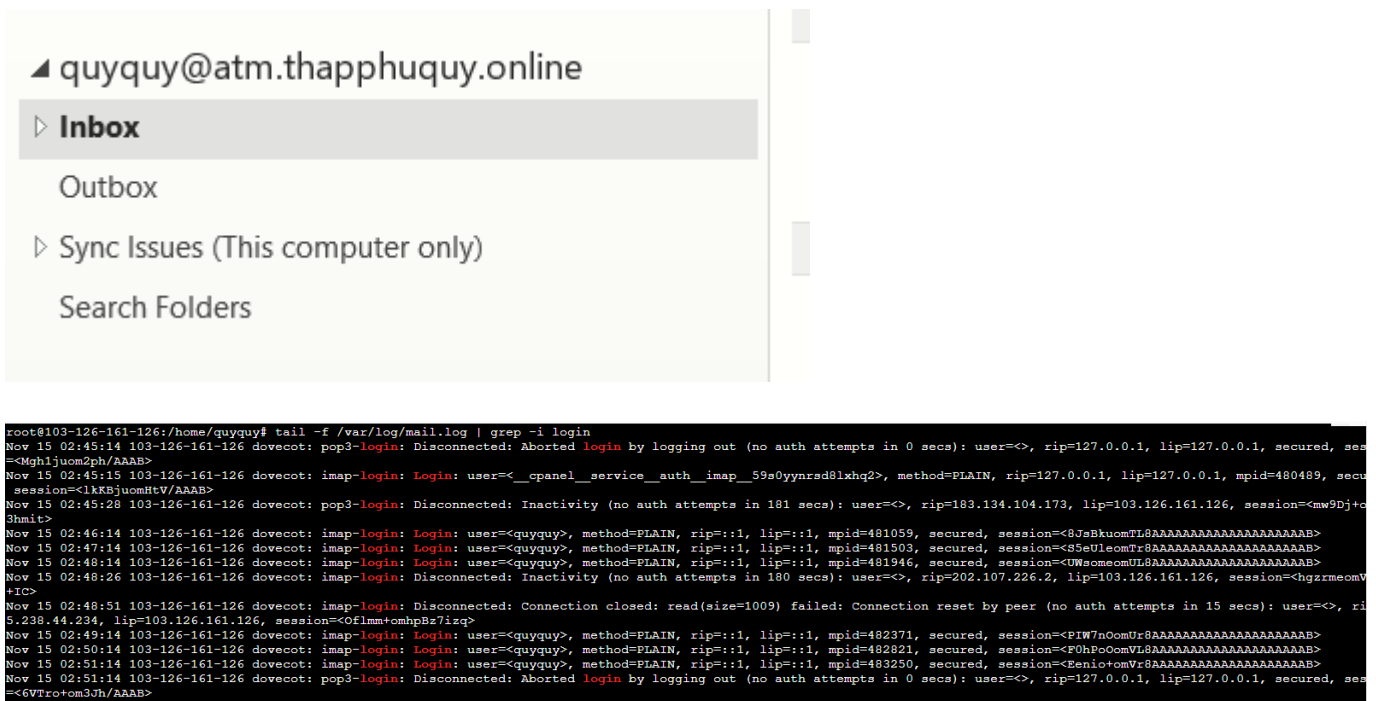 quyquy@atm.thapphuquy.online
Inbox
Outbox
Sync Issues (This computer only)
Search Folders
root@103-126-161-126:/home/quyquy# tail -f /var/log/mail.log | grep -i login
Nov 15 02:45:14 103-126-161-126 dovecot: pop3-login: Disconnected: Aborted login by logging out (no auth attempts in 0 secs): user=<>, rip=127.0.0.1, lip=127.0.0.1, secured, ses
=<Mgh1juom2ph/AAAB>
Nov 15 02:45:15 103-126-161-126 dovecot: imap-login: Login: user=<__cpanel__service__auth__imap__59s0yynrsd8lxhq2>, method=PLAIN, rip=127.0.0.1, lip=127.0.0.1, mpid=480489, secu
session=<lkKBjuomHtV/AAAB>
Nov 15 02:45:28 103-126-161-126 dovecot: pop3-login: Disconnected: Inactivity (no auth attempts in 181 secs): user=<>, rip=183.134.104.173, lip=103.126.161.126, session=<mw9Dj+o
3hmit>
Nov 15 02:46:14 103-126-161-126 dovecot: imap-login: Login: user=<quyquy>, method=PLAIN, rip=::1, lip=::1, mpid=481059, secured, session=<8JsBkuomTL8AAAAAAAAAAAAAAAAAAAAB>
Nov 15 02:47:14 103-126-161-126 dovecot: imap-login: Login: user=<quyquy>, method=PLAIN, rip=::1, lip=::1, mpid=481503, secured, session=<S5eUleomTr8AAAAAAAAAAAAAAAAAAAAB>
Nov 15 02:48:14 103-126-161-126 dovecot: imap-login: Login: user=<quyquy>, method=PLAIN, rip=::1, lip=::1, mpid=481946, secured, session=<UWsomeomUL8AAAAAAAAAAAAAAAAAAAAB>
Nov 15 02:48:26 103-126-161-126 dovecot: imap-login: Disconnected: Inactivity (no auth attempts in 180 secs): user=<>, rip=202.107.226.2, lip=103.126.161.126, session=<hgzrmeomV
+IC>
Nov 15 02:48:51 103-126-161-126 dovecot: imap-login: Disconnected: Connection closed: read(size=1009) failed: Connection reset by peer (no auth attempts in 15 secs): user=<>, ri
5.238.44.234, lip=103.126.161.126, session=<Oflmm+omhpBz7izq>
Nov 15 02:49:14 103-126-161-126 dovecot: imap-login: Login: user=<quyquy>, method=PLAIN, rip=::1, lip=::1, mpid=482371, secured, session=<PIW7nOomUr8AAAAAAAAAAAAAAAAAAAAB>
Nov 15 02:50:14 103-126-161-126 dovecot: imap-login: Login: user=<quyquy>, method=PLAIN, rip=::1, lip=::1, mpid=482821, secured, session=<F0hPoOomVL8AAAAAAAAAAAAAAAAAAAAB>
Nov 15 02:51:14 103-126-161-126 dovecot: imap-login: Login: user=<quyquy>, method=PLAIN, rip=::1, lip=::1, mpid=483250, secured, session=<Eenio+omVr8AAAAAAAAAAAAAAAAAAAAB>
Nov 15 02:51:14 103-126-161-126 dovecot: pop3-login: Disconnected: Aborted login by logging out (no auth attempts in 0 secs): user=<>, rip=127.0.0.1, lip=127.0.0.1, secured, ses
=<6VTro+om3Jh/AAAB>